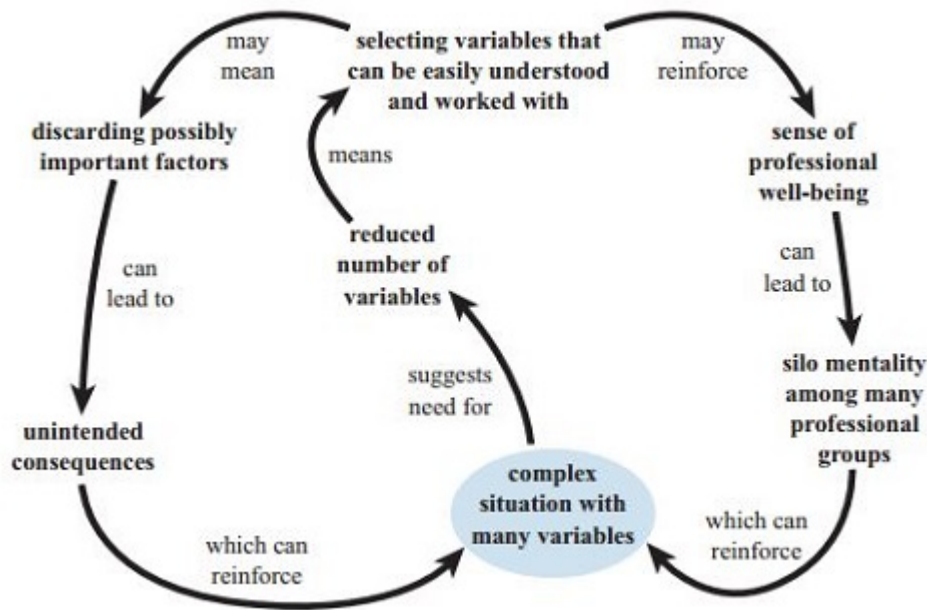 may
mean
selecting variables that
can be easily understood
and worked with
may
reinforce
discarding possibly
important factors
means
sense of
professional
well-being
reduced
number of
variables
can
lead to
can
lead to
suggests
need for
silo mentality
among many
professional
groups
unintended
consequences
complex
situation with
many variables
which can
reinforce
which can
reinforce